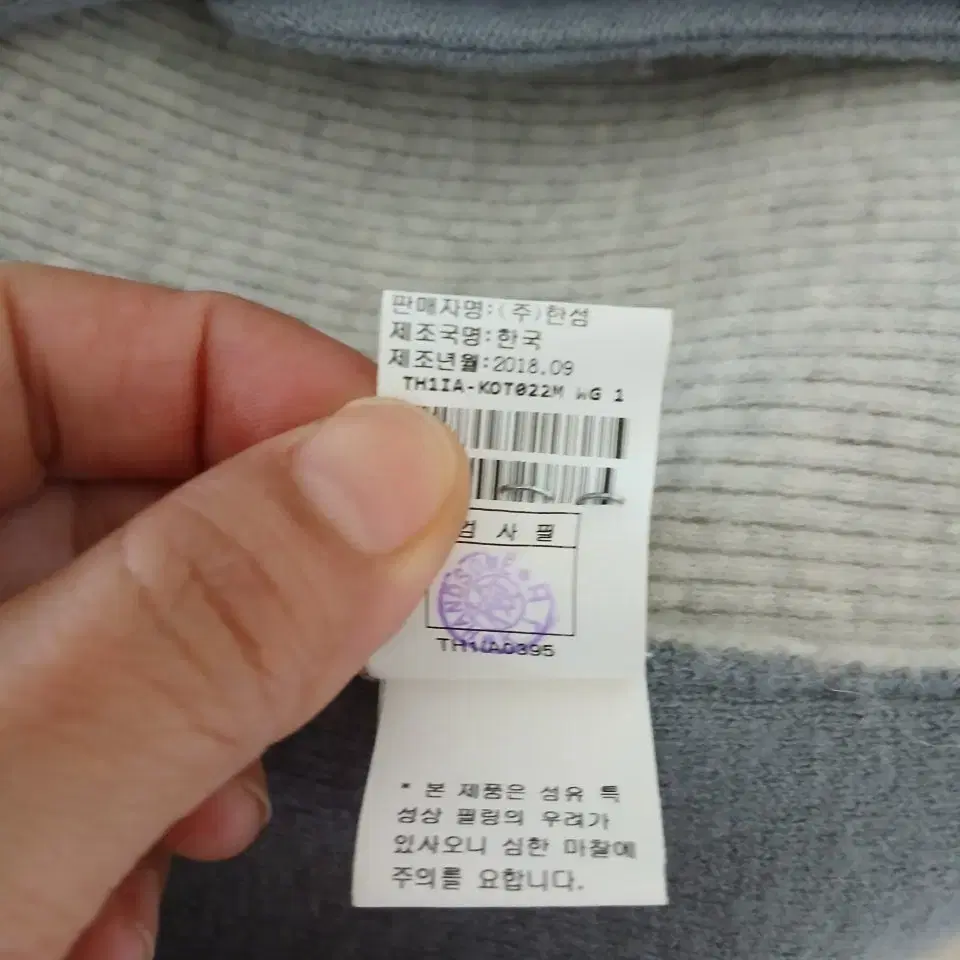 판매자명:(주)한성
제조국명:한국
제조년월:2018.09
TH1IA-KOT022M WG 1
검 사 필
TH1IA0395
* 본 제품은 섬유 특
성상 필링의 우려가
있사오니 심한 마찰에
주의를 요합니다.